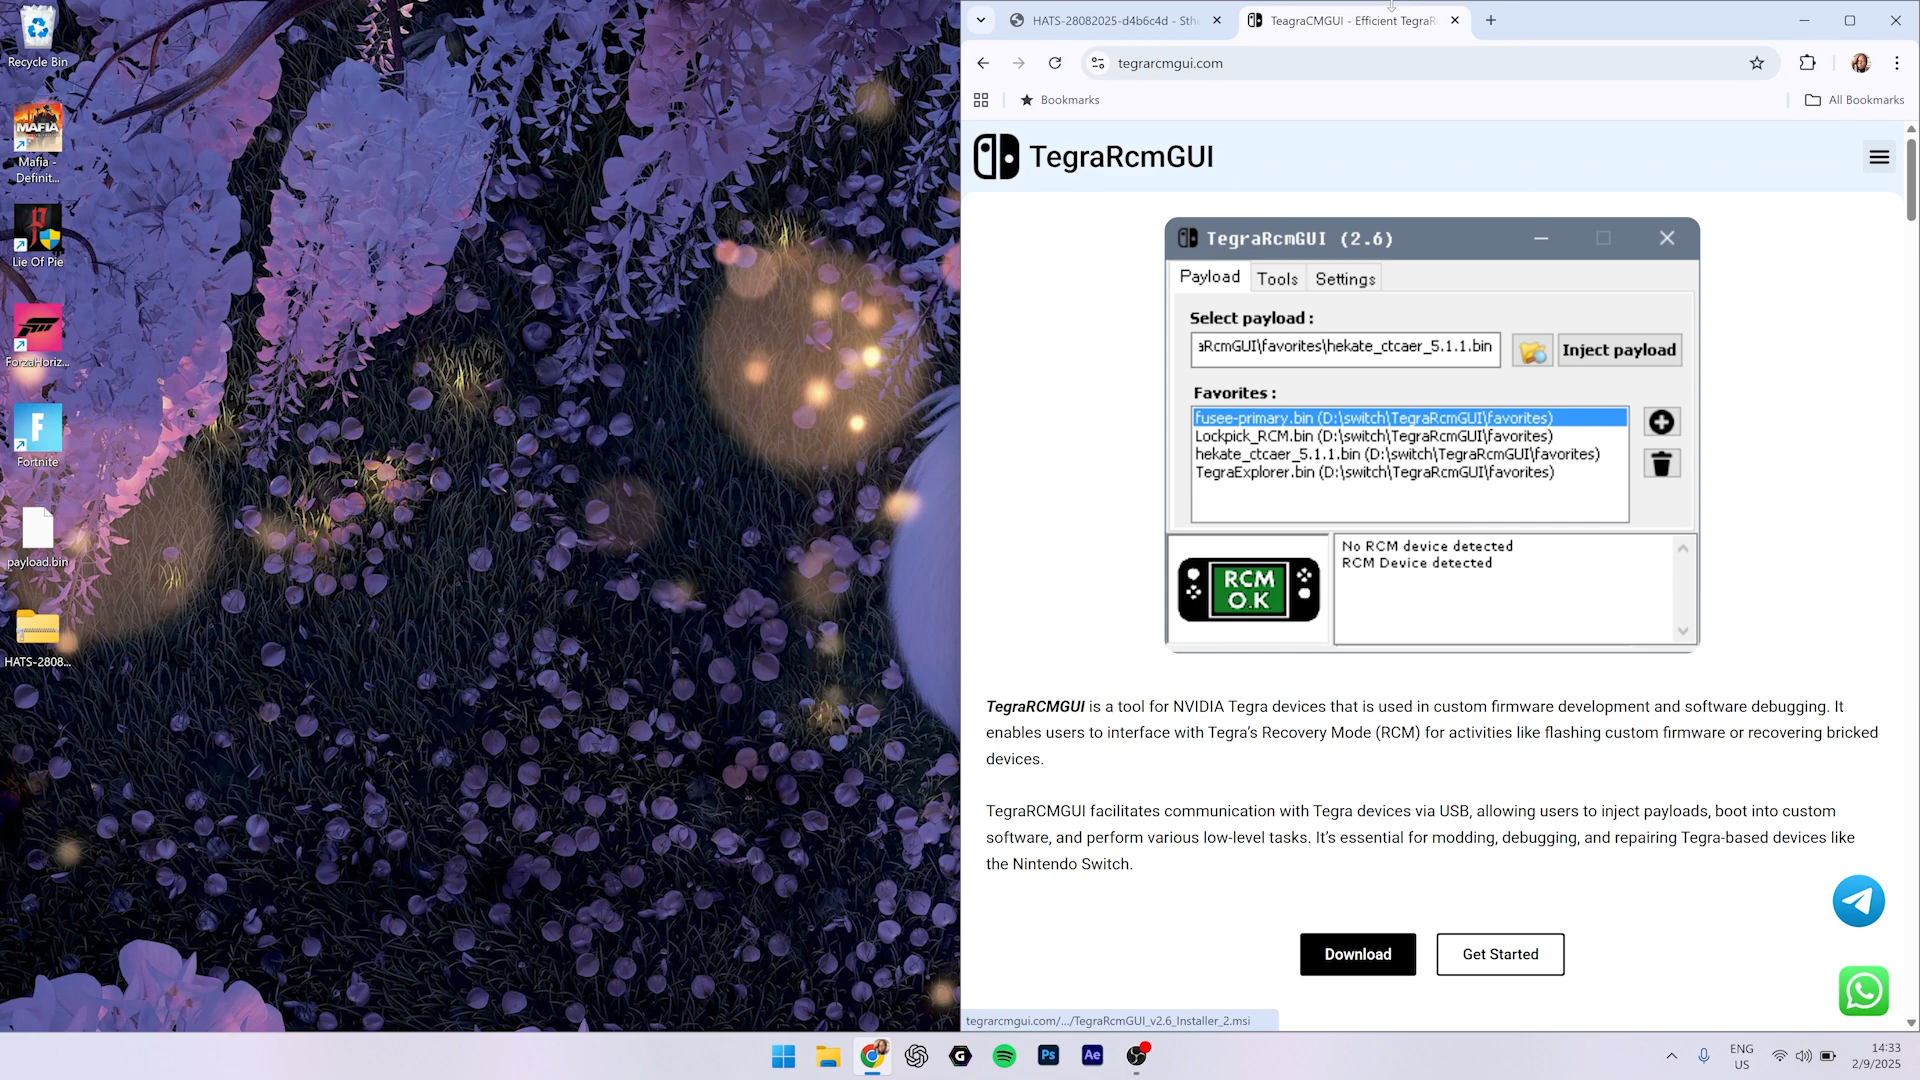 Recycle Bin
MAFIA
Mafia -
Definit...
Lie Of Pie
ForzaHoriz...
Fortnite
payload.bin
HATS-2808...
HATS-28082025-d4b6c4d - Sthe
TeagraCMGUI - Efficient TegraR
tegrarcmgui.com
Bookmarks
All Bookmarks
TegraRcmGUI
TegraRcmGUI (2.6)
Payload
Tools
Settings
Select payload :
aRcmGUI\favorites\hekate_ctcaer_5.1.1.bin
Inject payload
Favorites :
fusee-primary.bin (D:\switch\TegraRcmGUI\favorites)
Lockpick_RCM.bin (D:\switch\TegraRcmGUI\favorites)
hekate_ctcaer_5.1.1.bin (D:\switch\TegraRcmGUI\favorites)
TegraExplorer.bin (D:\switch\TegraRcmGUI\favorites)
RCM
O.K
No RCM device detected
RCM Device detected
TegraRCMGUI is a tool for NVIDIA Tegra devices that is used in custom firmware development and software debugging. It
enables users to interface with Tegra’s Recovery Mode (RCM) for activities like flashing custom firmware or recovering bricked
devices.
TegraRCMGUI facilitates communication with Tegra devices via USB, allowing users to inject payloads, boot into custom
software, and perform various low-level tasks. It’s essential for modding, debugging, and repairing Tegra-based devices like
the Nintendo Switch.
Download
Get Started
tegrarcmgui.com/.../TegraRcmGUI_v2.6_Installer_2.msi
G
Ps
Ae
ENG
US
14:33
2/9/2025